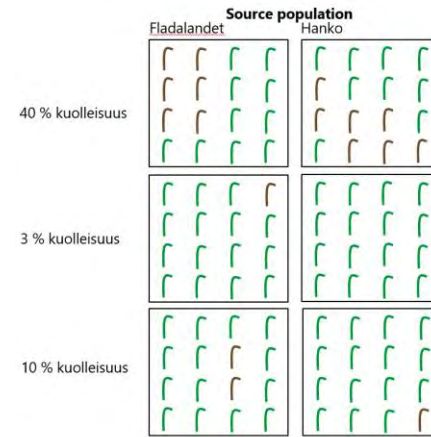 Source population
Fladalandet
Hanko
40 % kuolleisuus
3 % kuolleisuus
10 % kuolleisuus